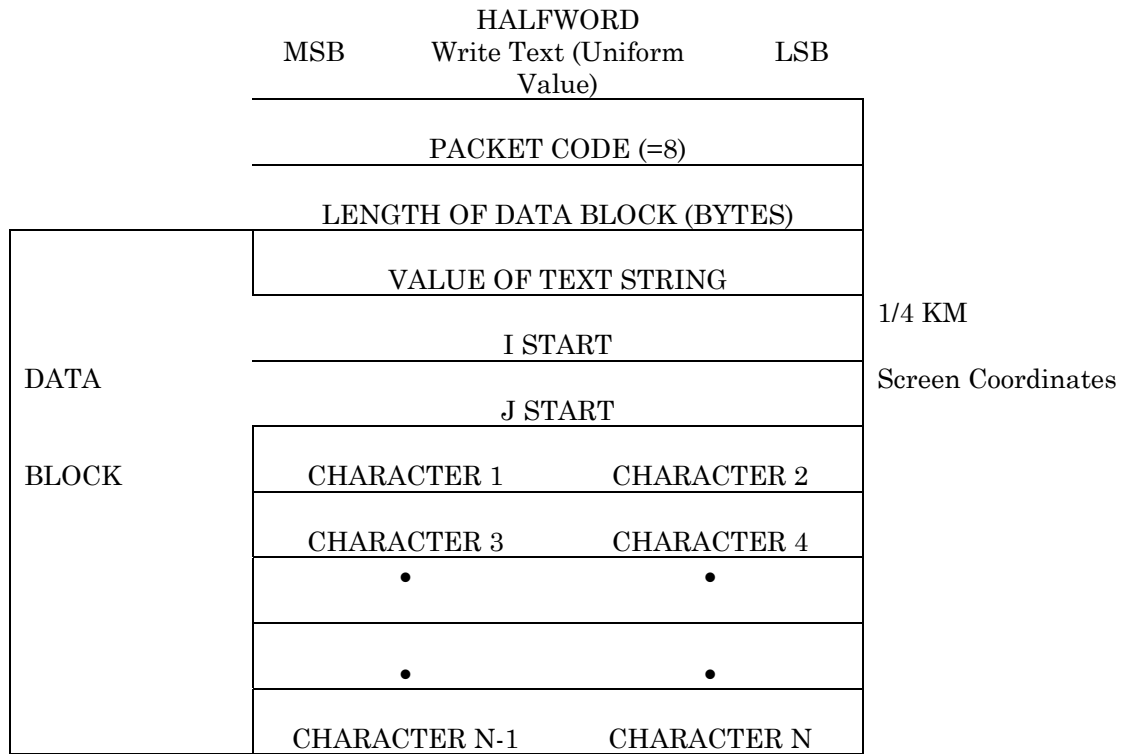 HALFWORD
MSB Write Text (Uniform LSB
Value)
PACKET CODE (=8)
LENGTH OF DATA BLOCK (BYTES)
VALUE OF TEXT STRING
1/4 KM
I START
DATA Screen Coordinates
J START
BLOCK CHARACTER 1 CHARACTER 2
CHARACTER 3 CHARACTER 4
• •
• •
CHARACTER N-1 CHARACTER N